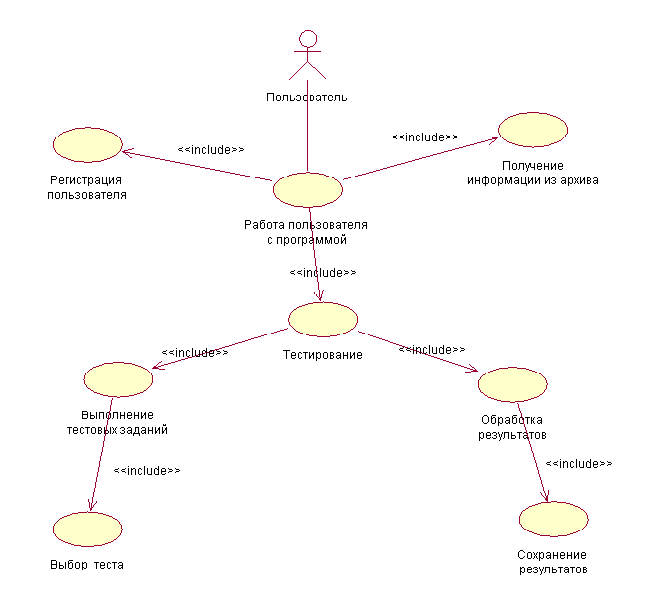 Пользователь
<<include>>
<<include>>
Регистрация
пользователя
Получение
информации из архива
Работа пользователя
с программой
<<include>>
Тестирование
<<include>>
<<include>>
Выполнение
тестовых заданий
Обработка
результатов
<<include>>
<<include>>
Выбор теста
Сохранение
результатов